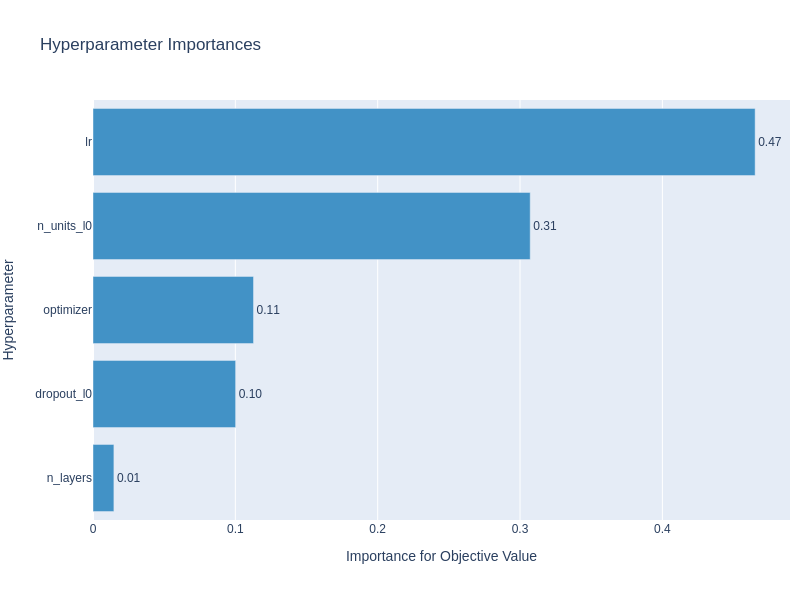 Hyperparameter Importances
Hyperparameter
lr
0.47
n_units_l0
0.31
optimizer
0.11
dropout_l0
0.10
n_layers
0.01
0
0.1
0.2
0.3
0.4
Importance for Objective Value